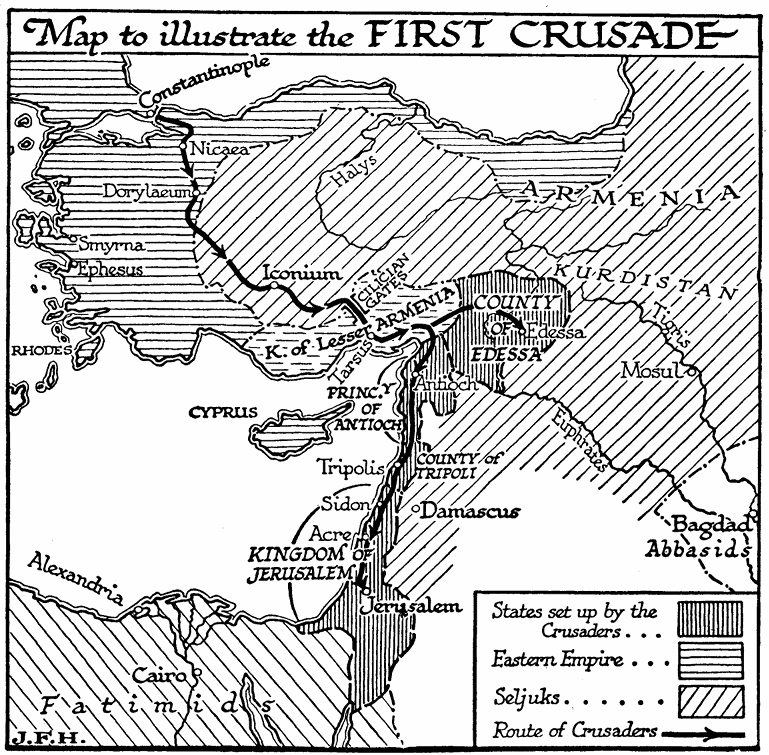 Map to illustrate the FIRST CRUSADE
Constantinople
Nicaea
Halys
Dorylaeum
ARMENIA
Smyrna
Ephesus
Iconium
CILICIAN
GATES
KURDISTAN
K. of Lesser ARMENIA
COUNTY
OF
EDESSA
Edessa
Tigris
RHODES
Tarsus
Mosul
Antioch
PRINC.Y
OF
ANTIOCH
CYPRUS
Euphrates
Tripolis
COUNTY of
TRIPOLI
Sidon
Damascus
Acre
Bagdad
Abbasids
KINGDOM OF
JERUSALEM
Alexandria
Jerusalem
Cairo
Fatimids
J.F.H.
States set up by the
Crusaders...
Eastern Empire...
Seljuks......
Route of Crusaders